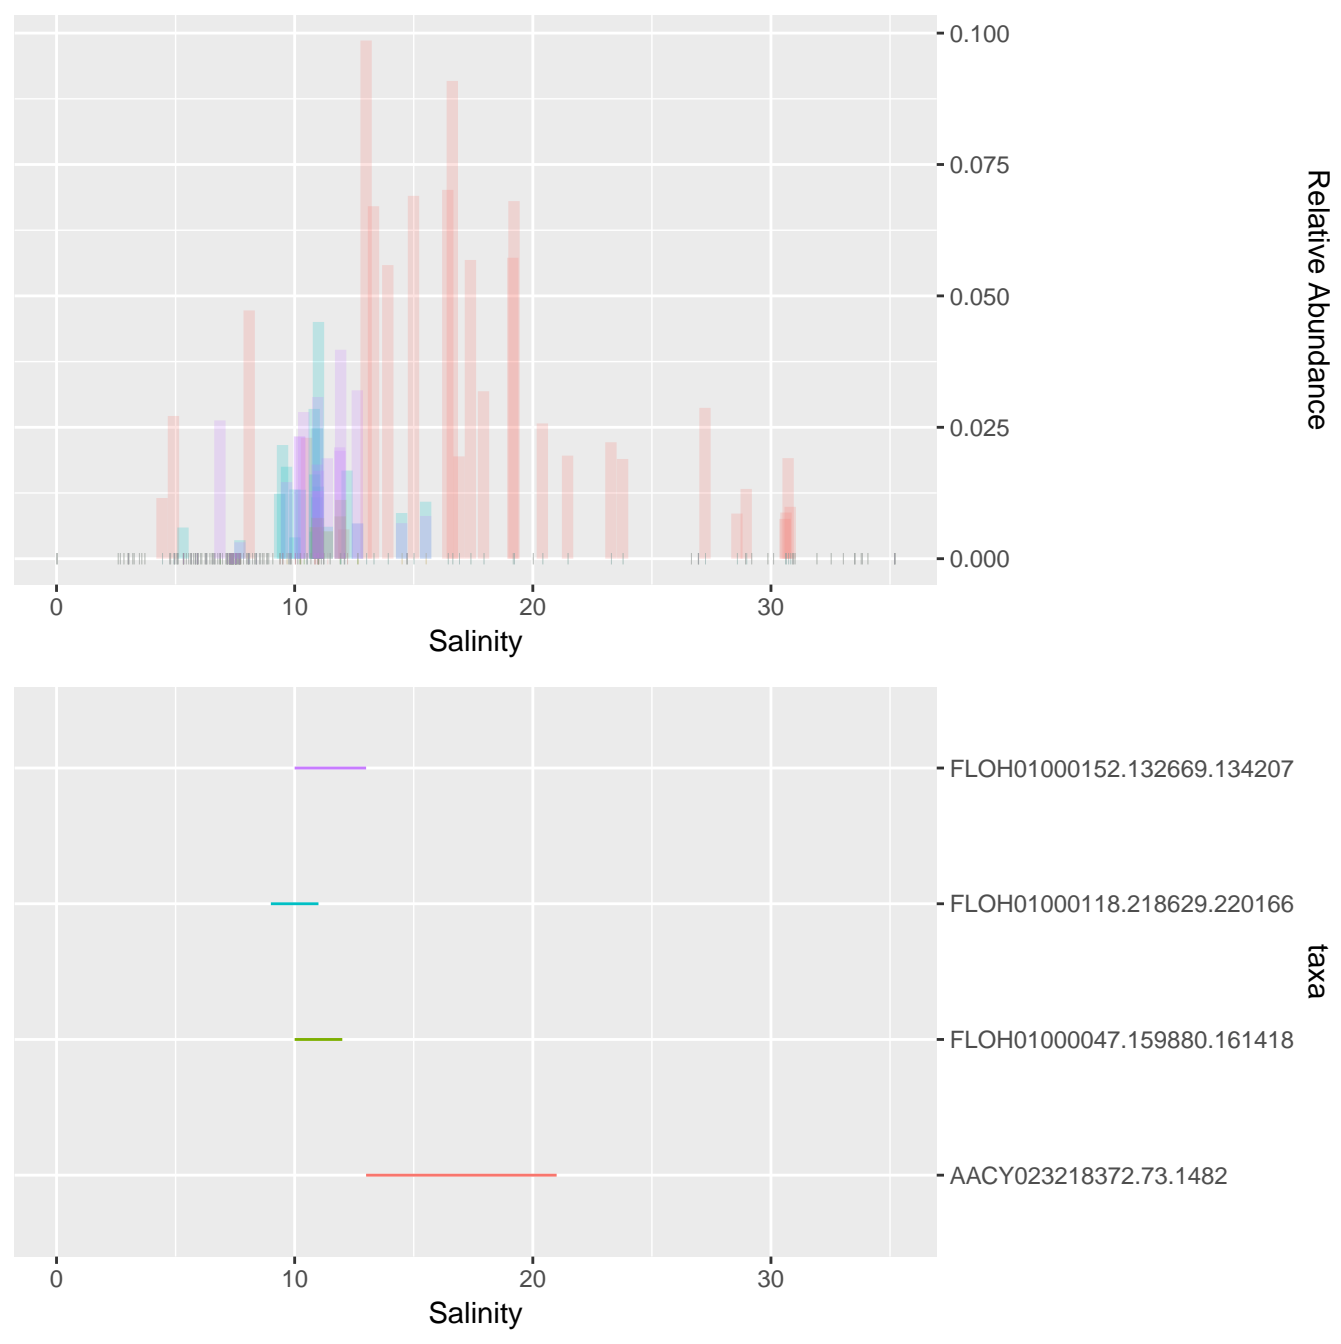 0.100
0.075
0.050
0.025
0.000
Relative Abundance
0 10 20 30
Salinity
FLOH01000152.132669.134207
FLOH01000118.218629.220166
FLOH01000047.159880.161418
AACY023218372.73.1482
taxa
0 10 20 30
Salinity